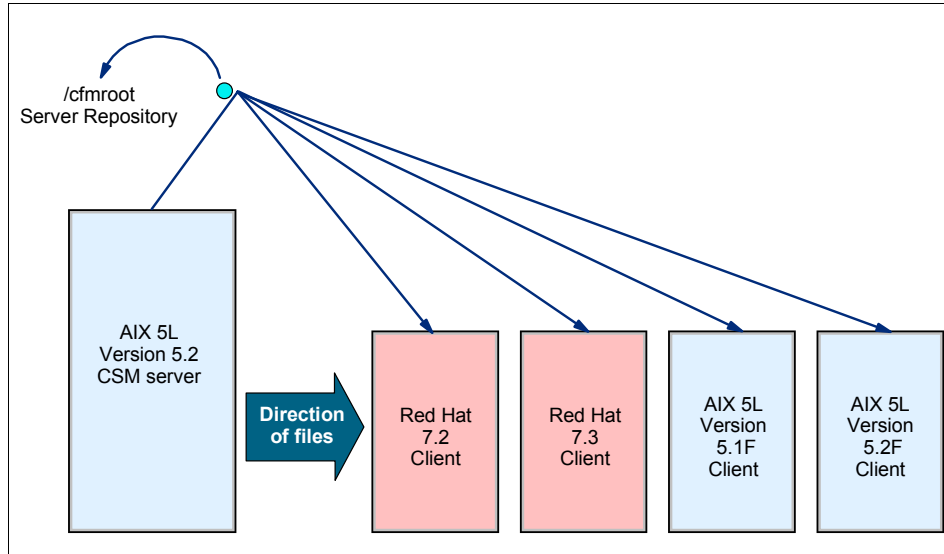 /cfmroot
Server Repository
AIX 5L
Version 5.2
CSM server
Direction
of files
Red Hat
7.2
Client
Red Hat
7.3
Client
AIX 5L
Version
5.1F
Client
AIX 5L
Version
5.2F
Client